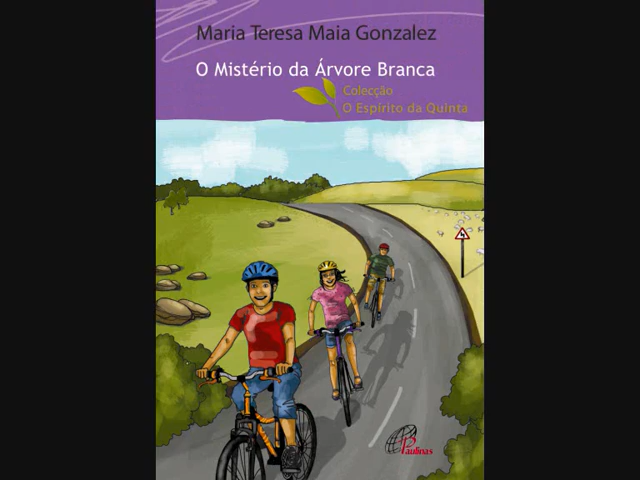 Maria Teresa Maia Gonzalez
O Mistério da Árvore Branca
Colecção
O Espírito da Quinta
Paulinas